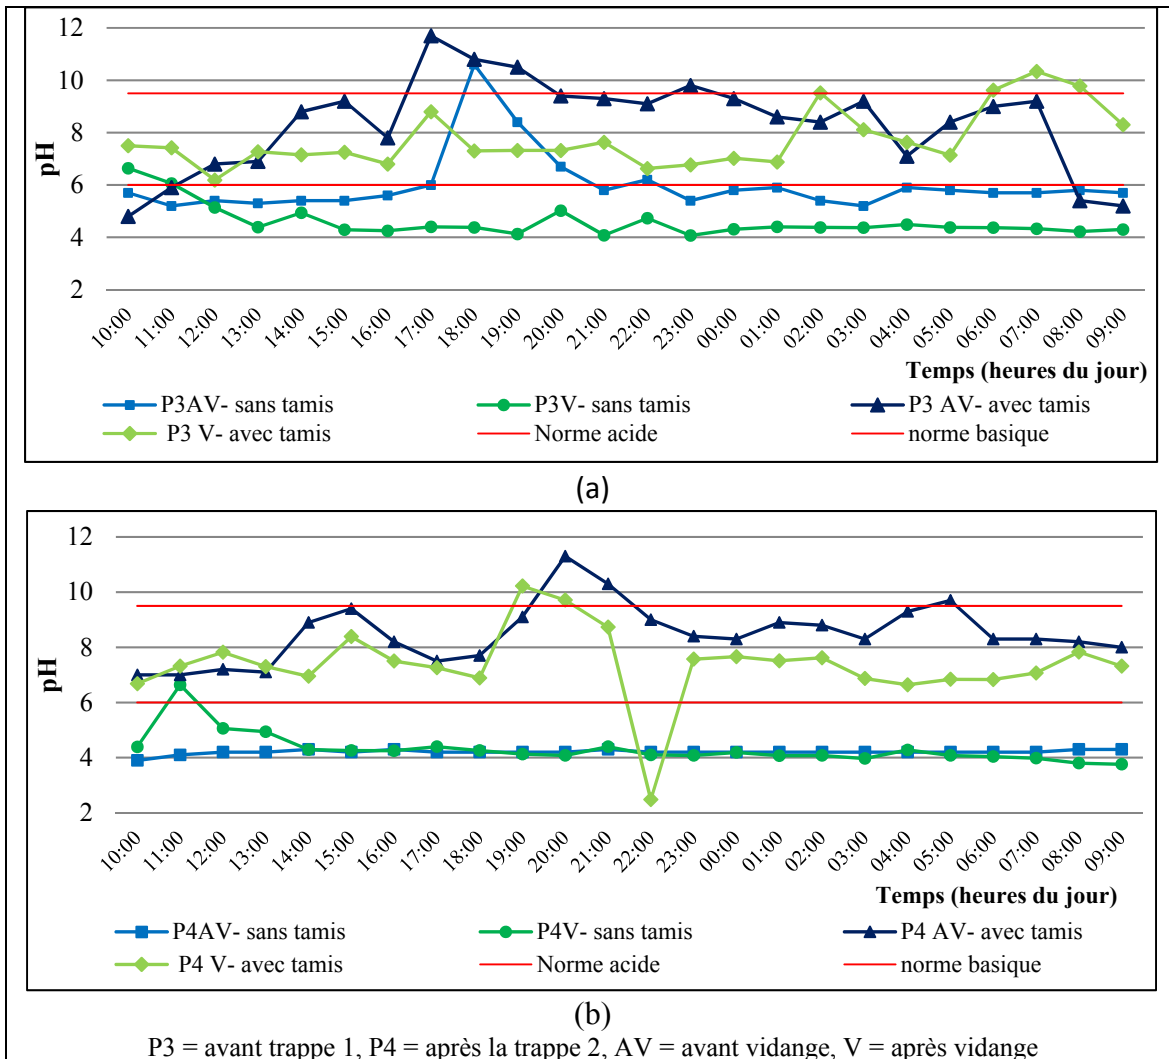 12
10
8
6
4
2
pH
10:00 11:00 12:00 13:00 14:00 15:00 16:00 17:00 18:00 19:00 20:00 21:00 22:00 23:00 00:00 01:00 02:00 03:00 04:00 05:00 06:00 07:00 08:00 09:00
Temps (heures du jour)
P3AV- sans tamis P3V- sans tamis P3 AV- avec tamis
P3 V- avec tamis Norme acide norme basique
(a)
12
10
8
6
4
2
pH
10:00 11:00 12:00 13:00 14:00 15:00 16:00 17:00 18:00 19:00 20:00 21:00 22:00 23:00 00:00 01:00 02:00 03:00 04:00 05:00 06:00 07:00 08:00 09:00
Temps (heures du jour)
P4AV- sans tamis P4V- sans tamis P4 AV- avec tamis
P4 V- avec tamis Norme acide norme basique
(b)
P3 = avant trappe 1, P4 = après la trappe 2, AV = avant vidange, V = après vidange